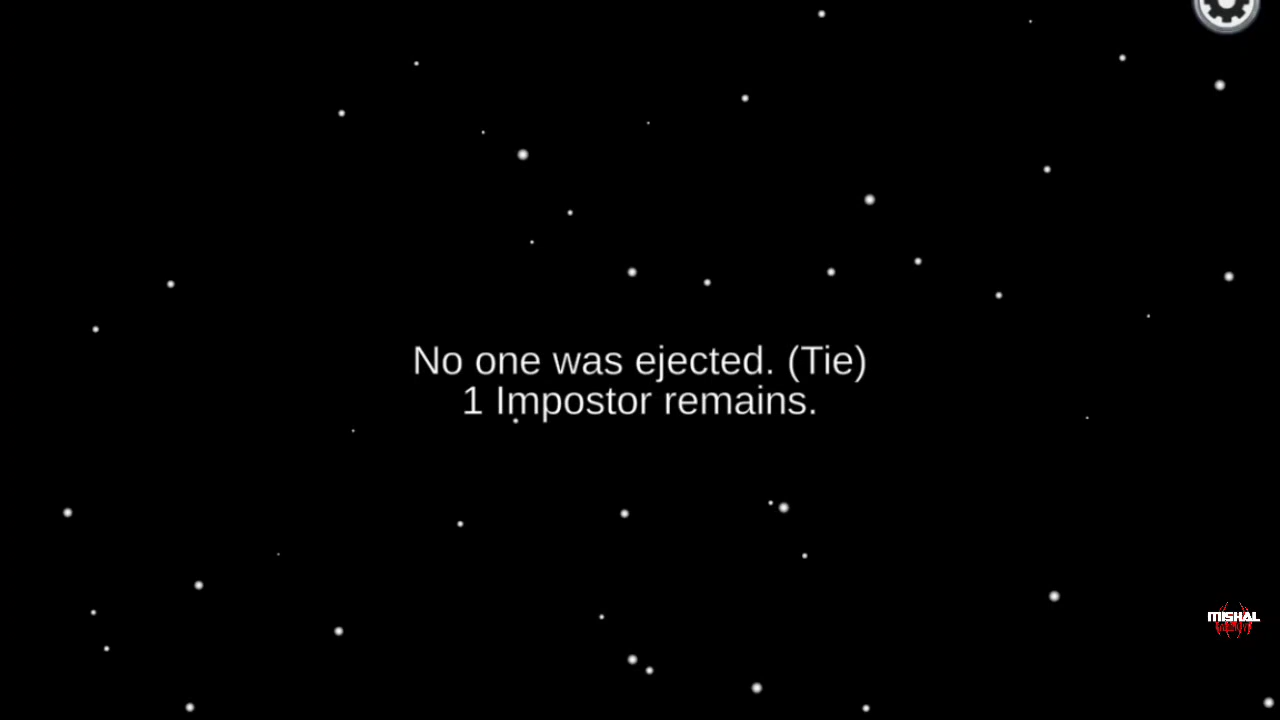 No one was ejected. (Tie)
1 Impostor remains.
MISHAL